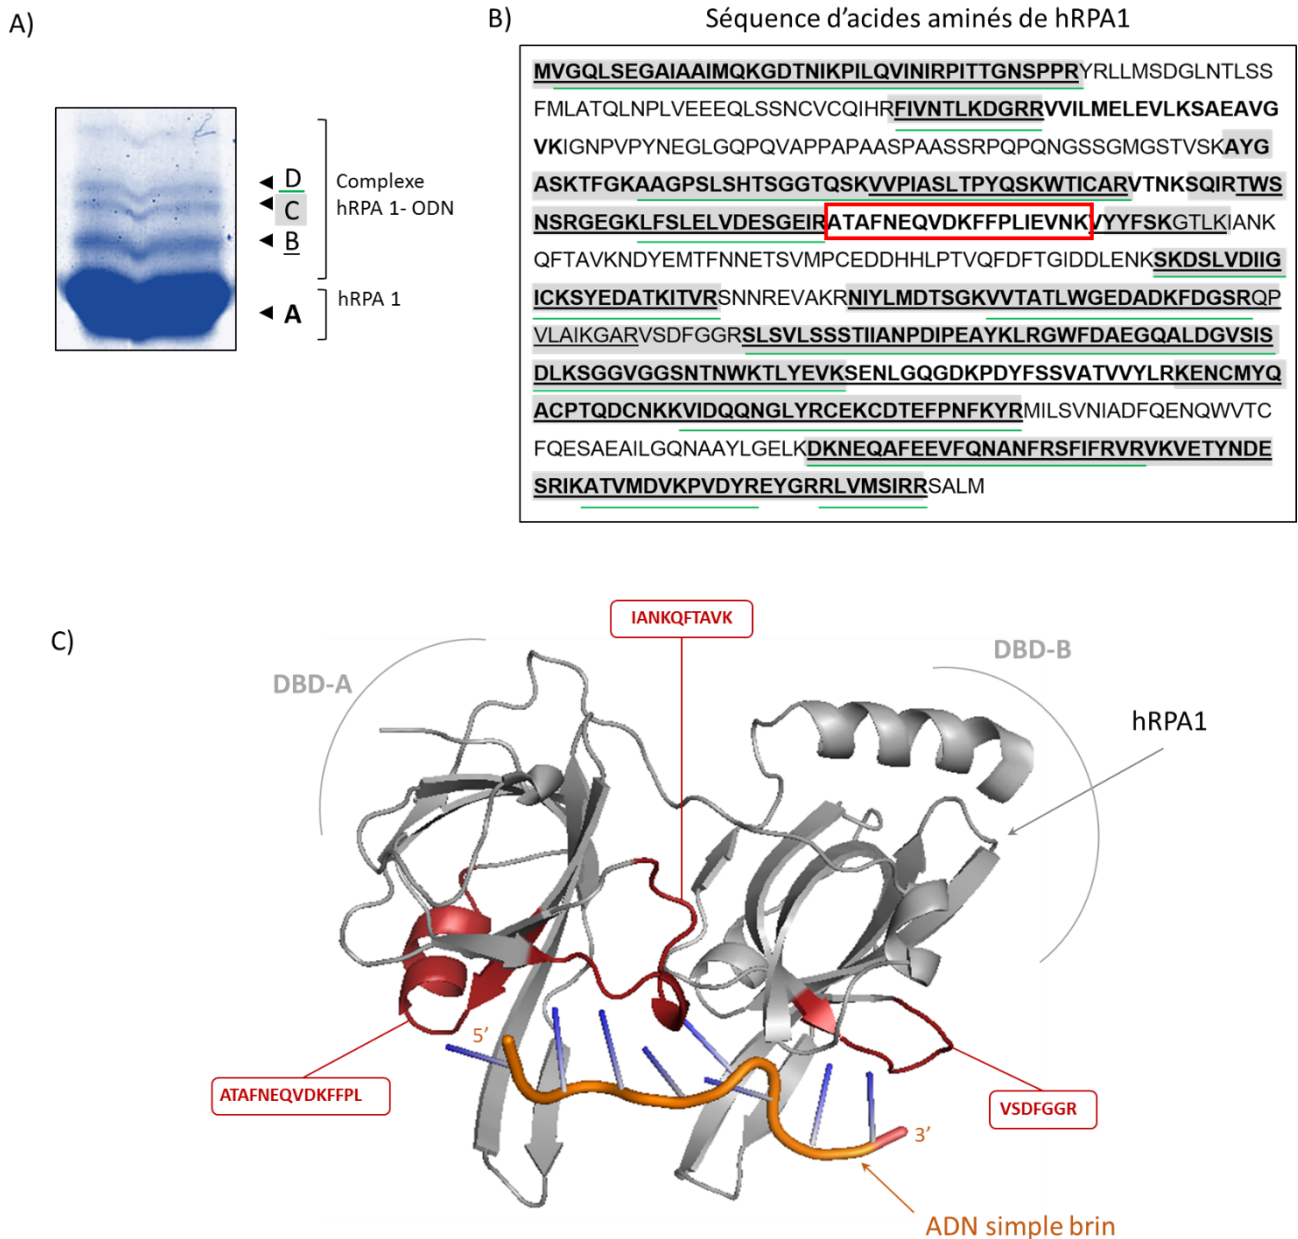 A)
D
C
B
A
Complexe
hRPA 1- ODN
hRPA 1
B)
Séquence d'acides aminés de hRPA1
MVGQLSEGAIAAIMQKGDTNIKPILQVINIRPITTGNSPPRYRLLMSDGLNTLSS
FMLATQLNPLVEEEQLSSNCVCQIHRFIVNTLKDGRRVVILMELEVLKSAEAVG
VKIGNPVPYNEGLGQPQVAPPAPAASPAASSRPQPQNGSSGMGSTVSKAYG
ASKTFGKAAGPSLSHTSGGTQSKVVPIASLTPYQSKWTICARVTNKSQIRTWS
NSRGEGKLFSLELVDESGEIRATAFNEQVDKFFPLIEVNKVYYFSKGTLKIANK
QFTAVKNDYEMTFNNETSVMPCEDDHHLPTVQFDFTGIDDLENKSKDSLVDIIG
ICKSYEDATKITVRSNNREVAKRNIYLMDTSGKVVTATLWGEDADKFDGSRQP
VLAIKGARVSDFGGRSLSVLSSSTIIANPDIPEAYKLRGWFDAEGQALDGVSIS
DLKSGGVGGSNTNWKTLYEVKSENLGQGDKPDYFSSVATVVYLRKENCMYQ
ACPTQDCNKKVIDQQNGLYRCEKCDTEFPNFKYRMILSVNIADFQENQWVTC
FQESAEAILGQNAAYLGELKDKNEQAFEEVFQNANFRSFIFRVRVKVETYNDE
SRIKATVMDVKPVDYREYGRRLVMSIRRSALM
C)
IANKQFTAVK
DBD-A
DBD-B
hRPA1
5'
ATAFNEQVDKFFPL
VSDFGGR
3'
ADN simple brin